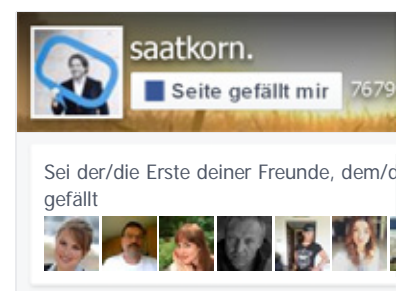 saatkorn.
Seite gefällt mir 7679
Sei der/die Erste deiner Freunde, dem/d
gefällt